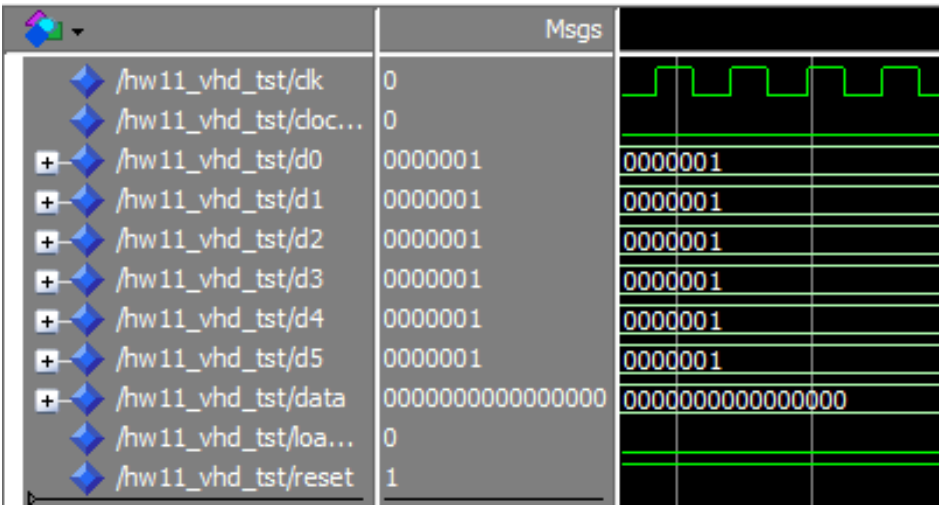 Msgs
/hw11_vhd_tst/clk 0
/hw11_vhd_tst/cloc... 0
/hw11_vhd_tst/d0 0000001 0000001
/hw11_vhd_tst/d1 0000001 0000001
/hw11_vhd_tst/d2 0000001 0000001
/hw11_vhd_tst/d3 0000001 0000001
/hw11_vhd_tst/d4 0000001 0000001
/hw11_vhd_tst/d5 0000001 0000001
/hw11_vhd_tst/data 0000000000000000 0000000000000000
/hw11_vhd_tst/loa... 0
/hw11_vhd_tst/reset 1